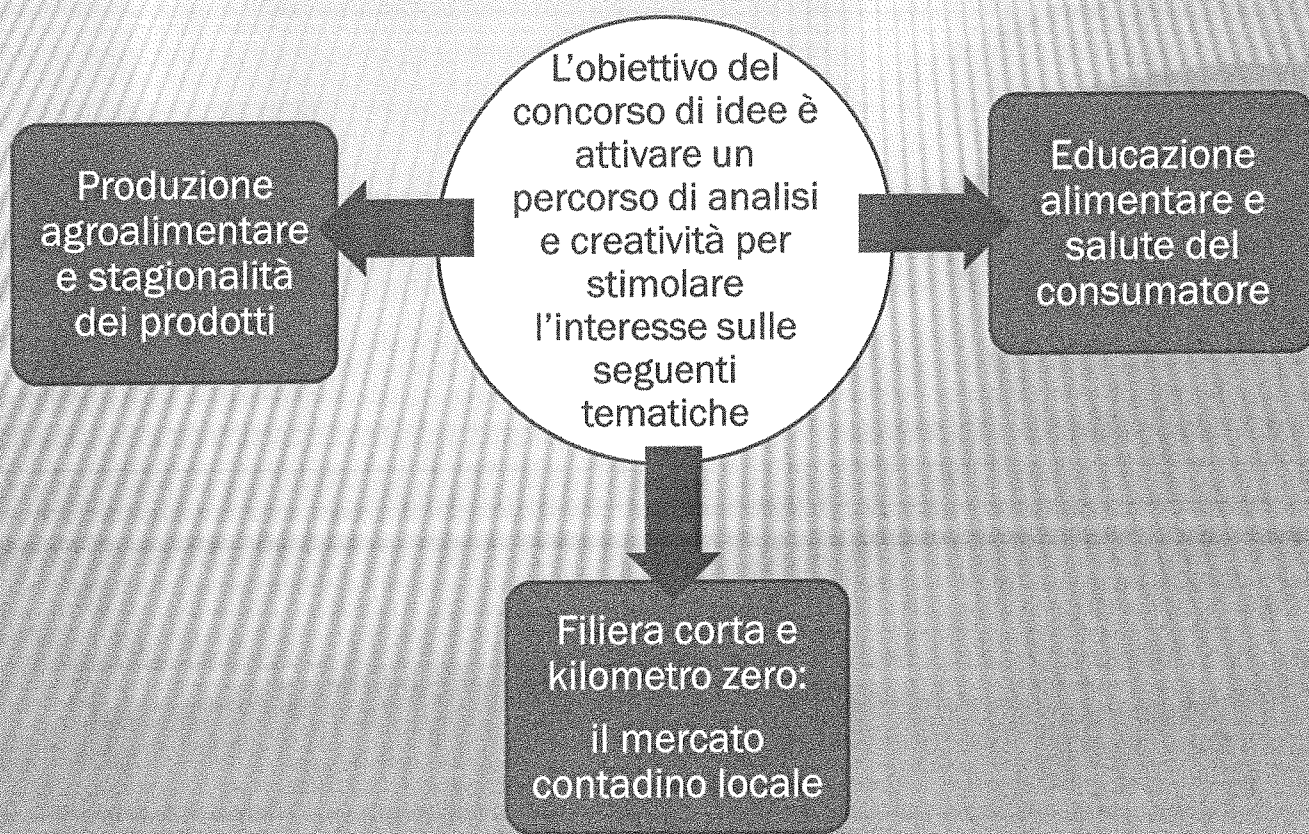 L'obiettivo del
concorso di idee è
attivare un
percorso di analisi
e creatività per
stimolare
l'interesse sulle
seguenti
tematiche
Produzione
agroalimentare
e stagionalità
dei prodotti
Educazione
alimentare e
salute del
consumatore
Filiera corta e
kilometro zero:
il mercato
contadino locale